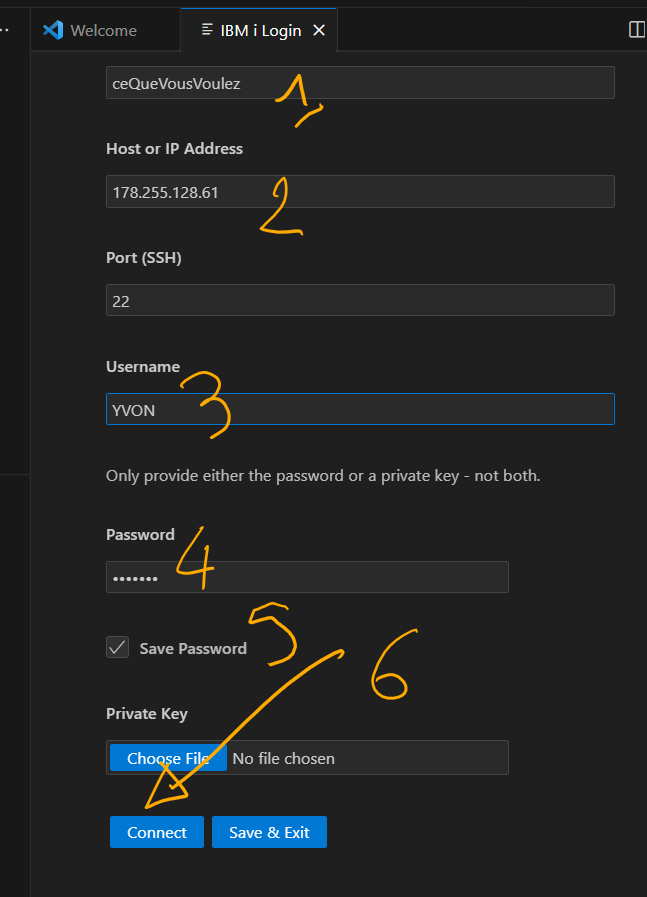 Welcome
IBM i Login
ceQueVousVoulez
1
Host or IP Address
178.255.128.61
2
Port (SSH)
22
Username
3
YVON
Only provide either the password or a private key - not both.
Password
4
•••••••
5
Save Password
6
Private Key
Choose File No file chosen
Connect Save & Exit